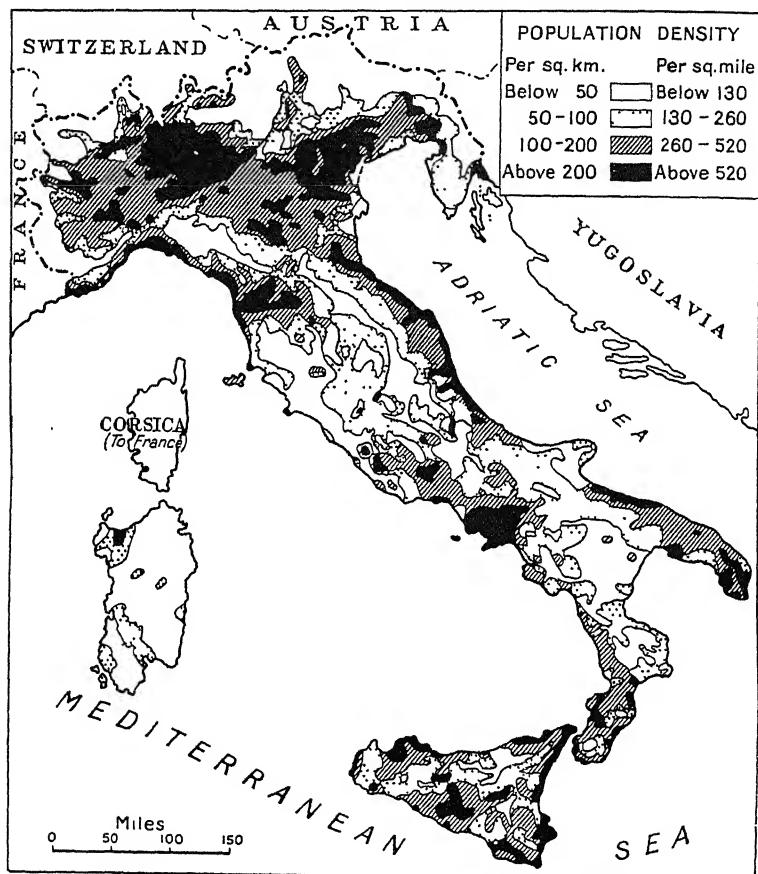 AUSTRIA
SWITZERLAND
FRANCE
POPULATION DENSITY
Per sq. km. Per sq. mile
Below 50 Below 130
50-100 130-260
100-200 260-520
Above 200 Above 520
YUGOSLAVIA
ADRIATIC SEA
CORSICA
(To France)
MEDITERRANEAN SEA
Miles
0 50 100 150